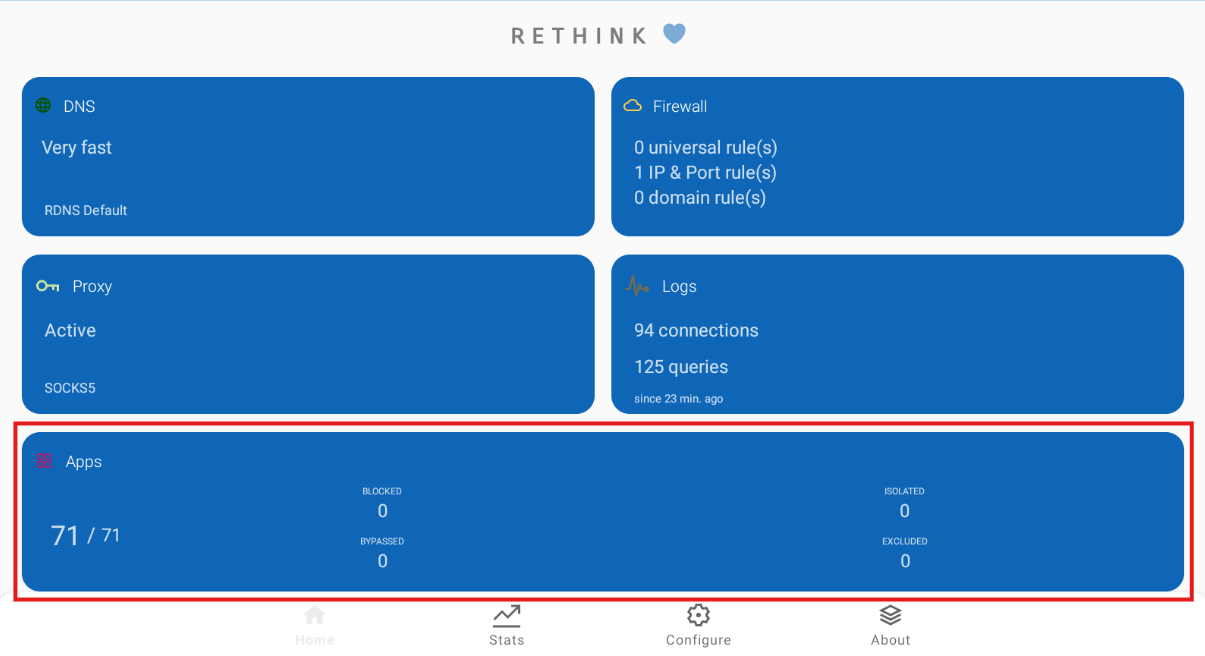 RETHINK
DNS
Very fast
RDNS Default
Firewall
0 universal rule(s)
1 IP & Port rule(s)
0 domain rule(s)
Proxy
Active
SOCKS5
Logs
94 connections
125 queries
since 23 min. ago
Apps
71 / 71
BLOCKED
0
BYPASSED
0
ISOLATED
0
EXCLUDED
0
Home
Stats
Configure
About